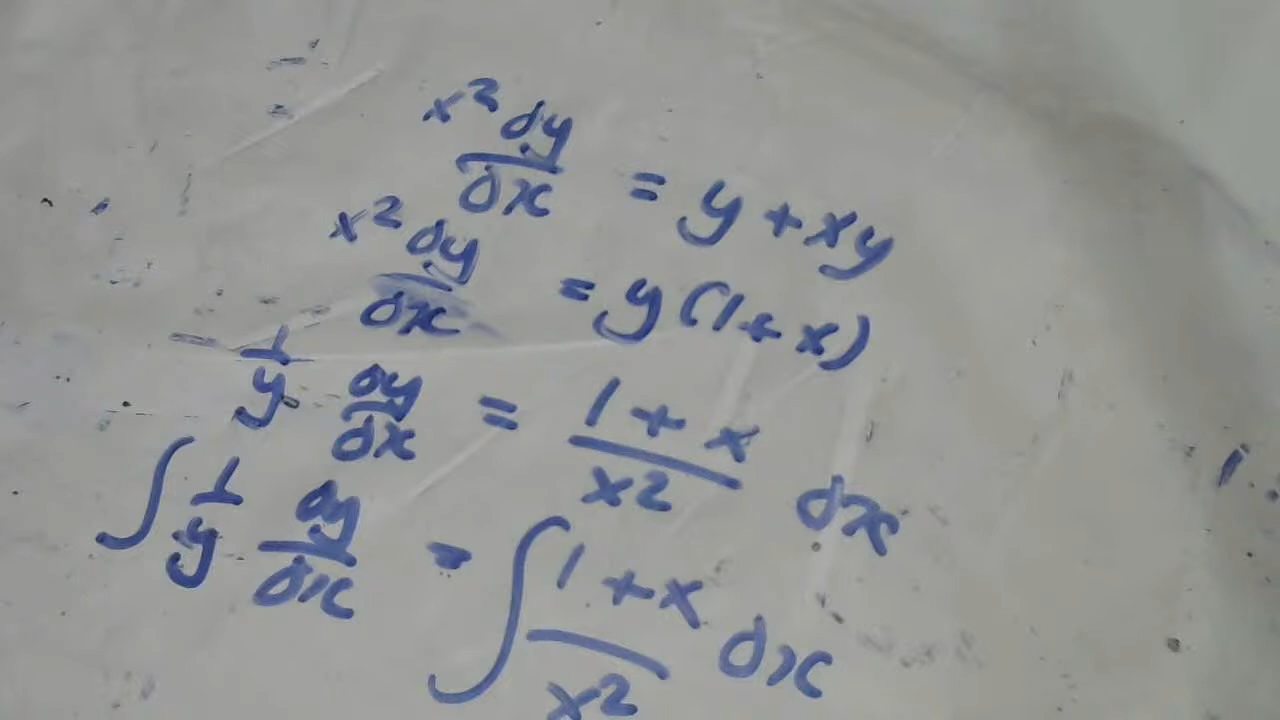 x² dy/dx = y + xy
x² dy/dx = y(1 + x)
1/y dy/dx = 1 + x/x2 dx
∫ 1/y dy/dx = ∫ 1 + x/x2 dx